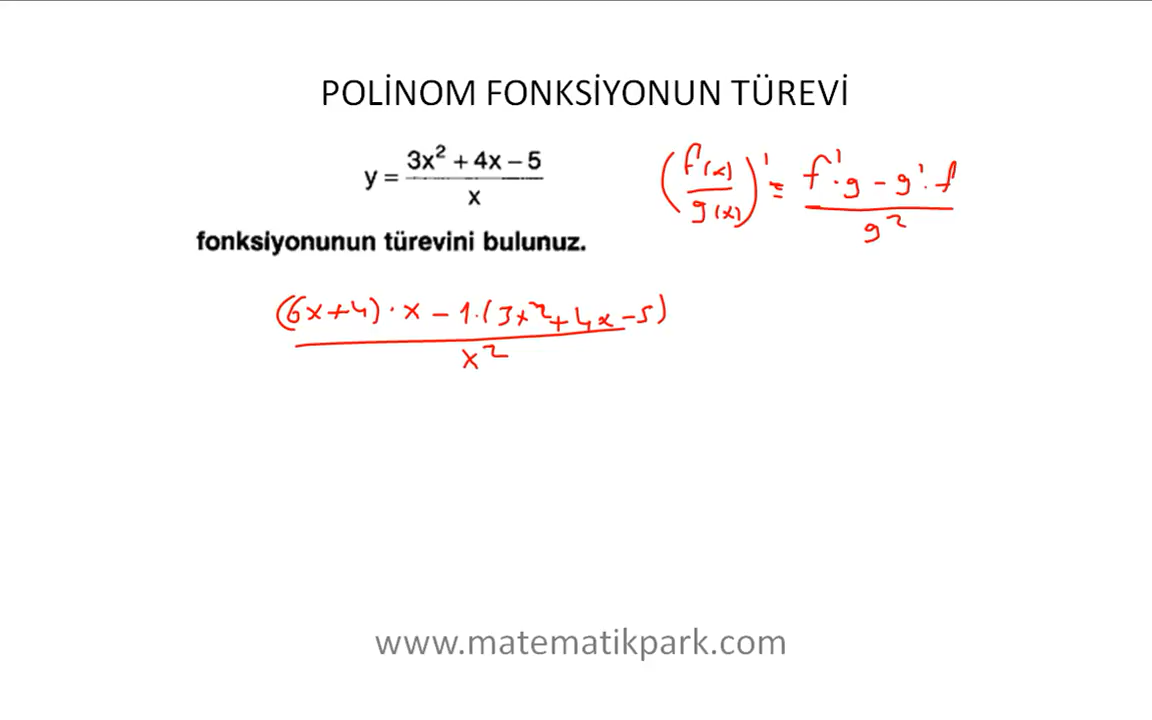 POLİNOM FONKSİYONUN TÜREVİ
y = (3x² + 4x − 5) / x
(f(x) / g(x))' = (f'·g − g'·f) / g²
fonksiyonunun türevini bulunuz.
((6x+4)·x − 1·(3x²+4x−5)) / x²
www.matematikpark.com